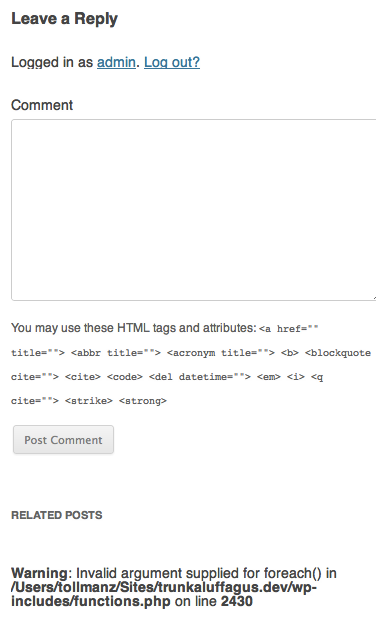 Leave a Reply
Logged in as admin. Log out?
Comment
You may use these HTML tags and attributes: <a href=""
title=""> <abbr title=""> <acronym title=""> <b> <blockquote
cite=""> <cite> <code> <del datetime=""> <em> <i> <q
cite=""> <strike> <strong>
Post Comment
RELATED POSTS
Warning: Invalid argument supplied for foreach() in
/Users/tollmanz/Sites/trunkaluffagus.dev/wp-
includes/functions.php on line 2430